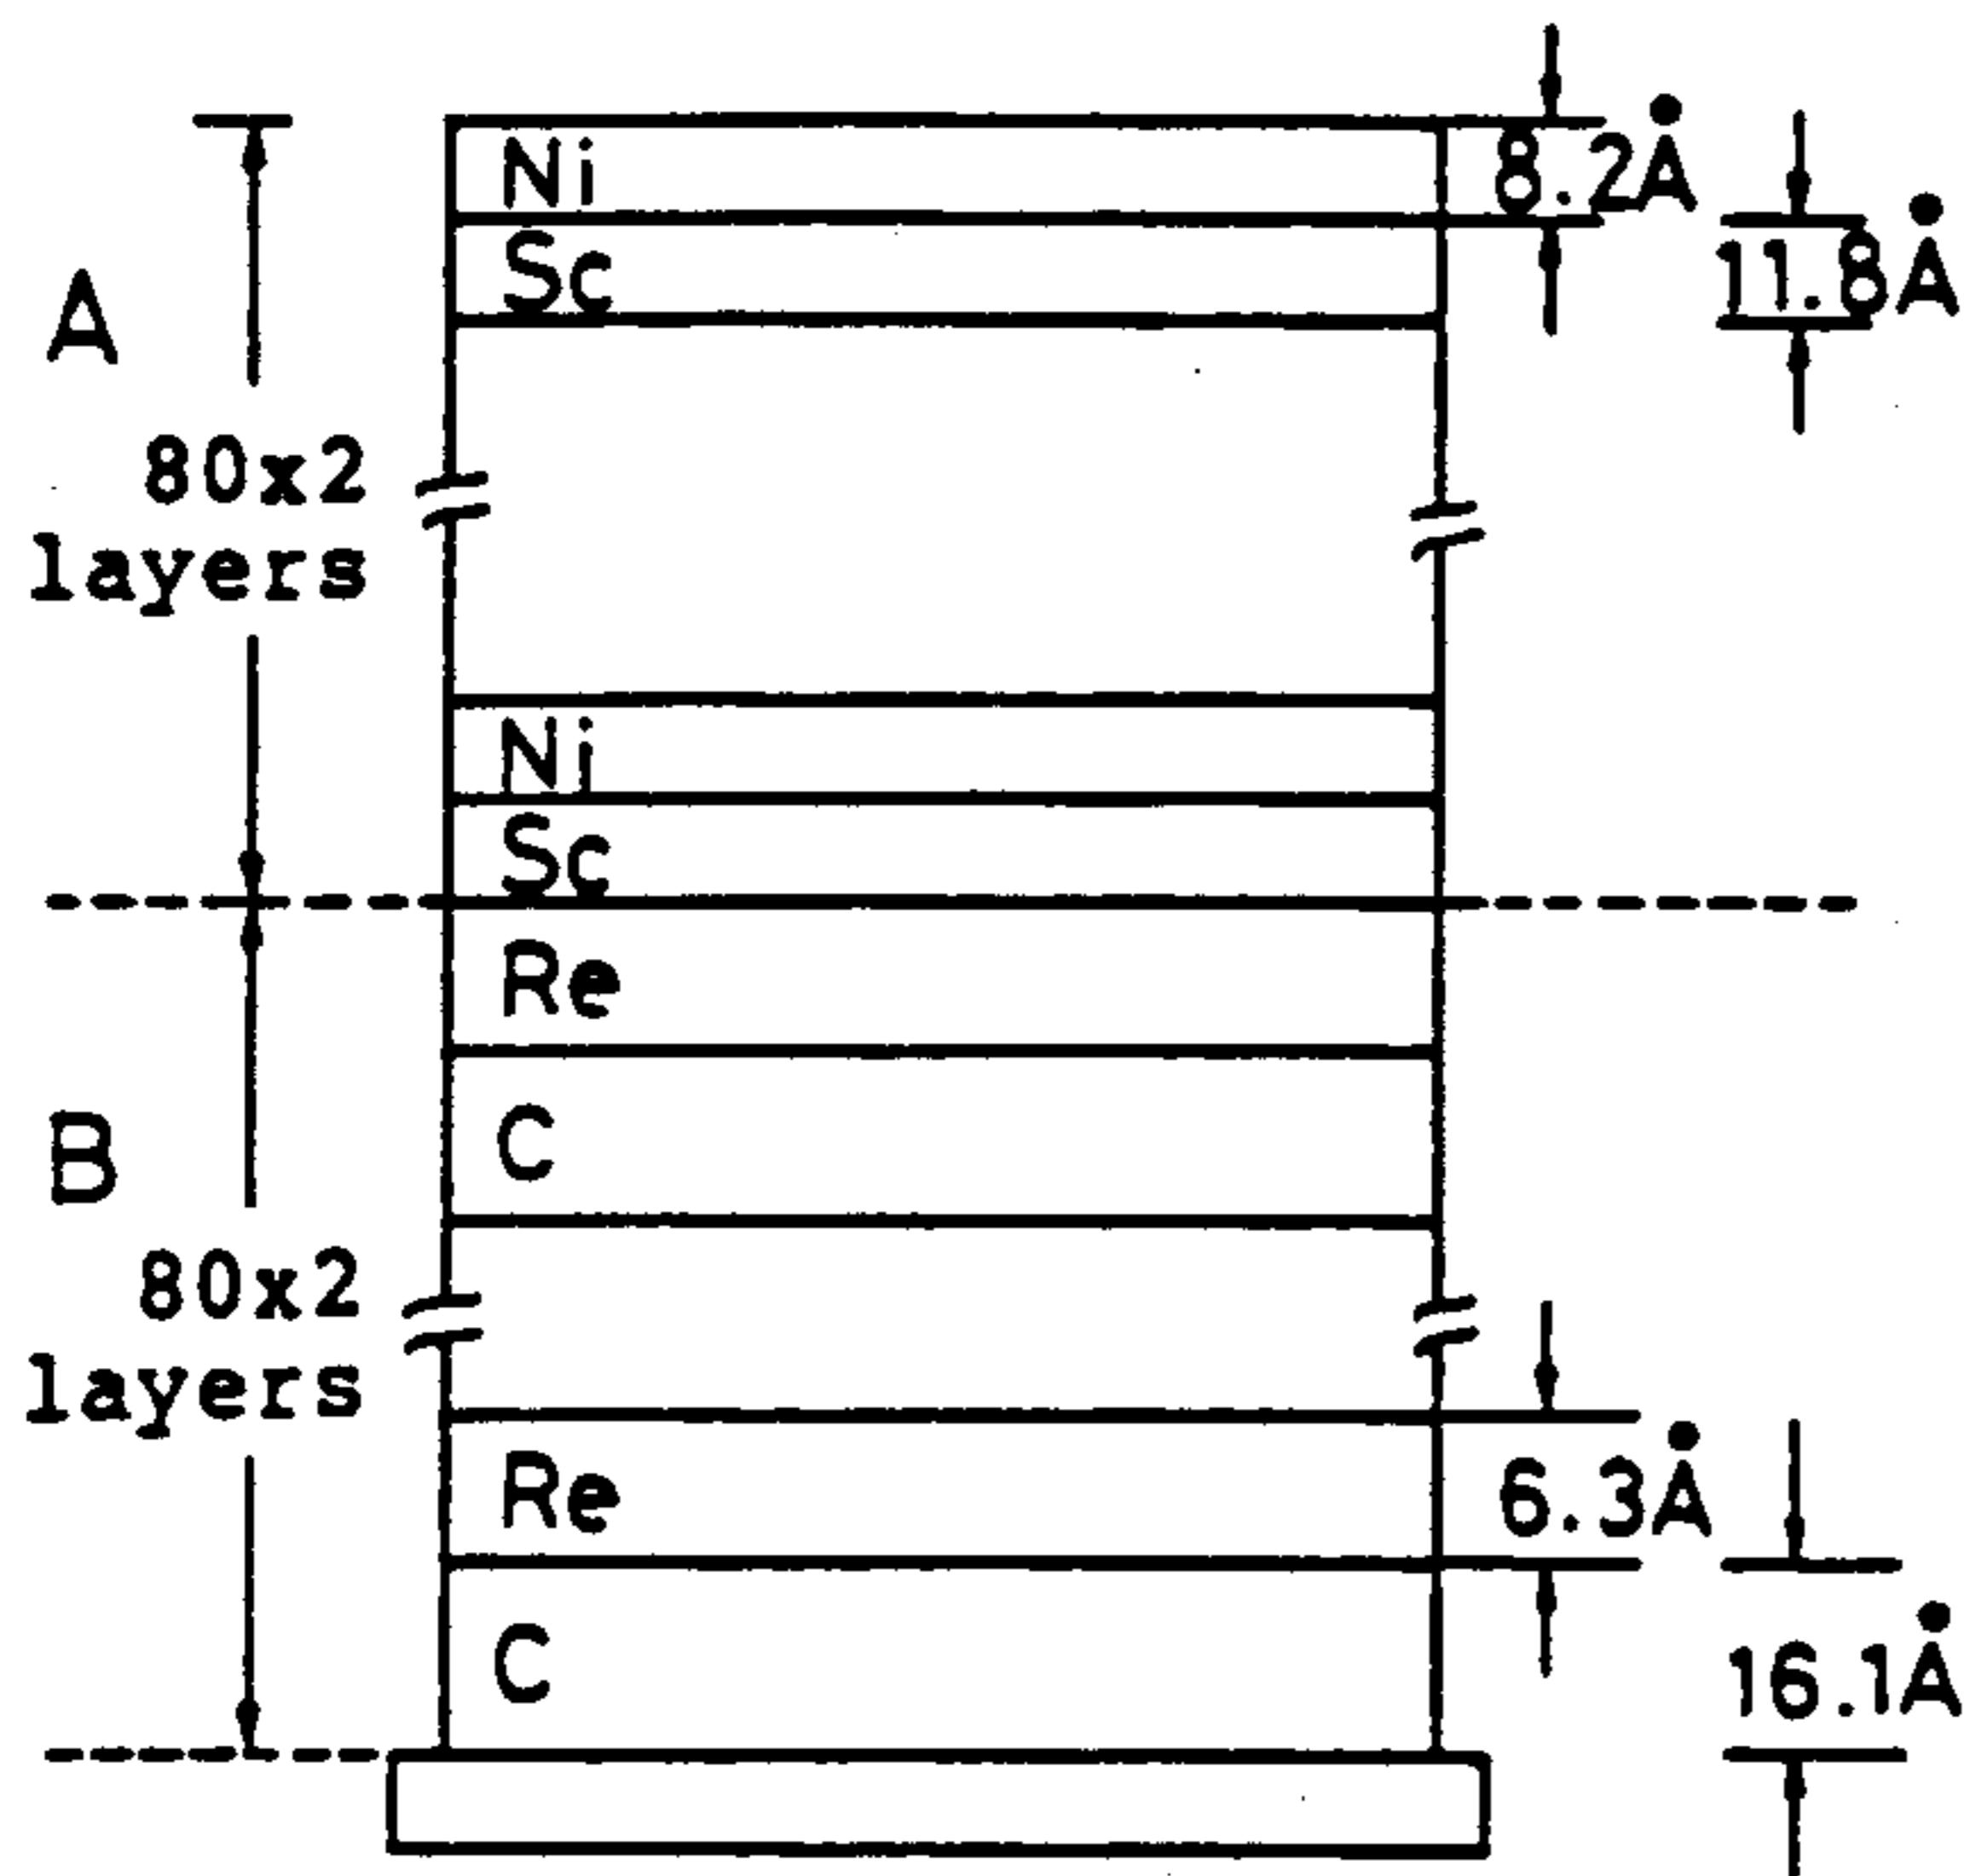 Ni
8.2Å
Sc
11.8Å
A
80x2
layers
Ni
Sc
Re
C
B
80x2
layers
Re
6.3Å
C
16.1Å